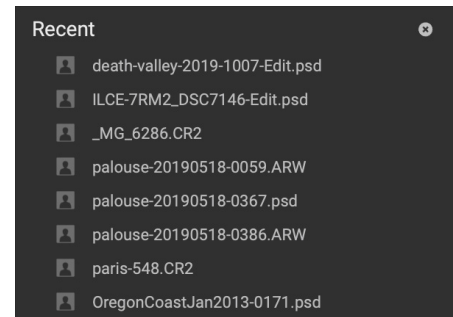 Recent
death-valley-2019-1007-Edit.psd
ILCE-7RM2_DSC7146-Edit.psd
_MG_6286.CR2
palouse-20190518-0059.ARW
palouse-20190518-0367.psd
palouse-20190518-0386.ARW
paris-548.CR2
OregonCoastJan2013-0171.psd